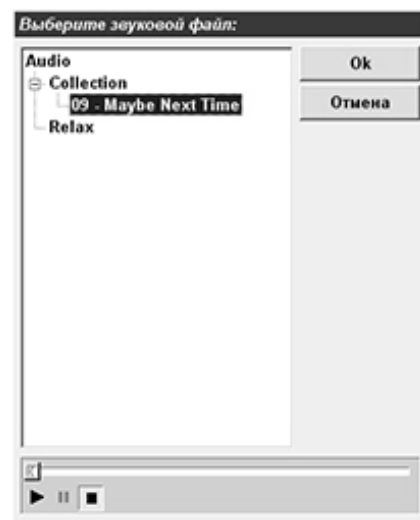 Выберите звуковой файл:
Audio
Collection
09 - Maybe Next Time
Relax
Ok
Отмена